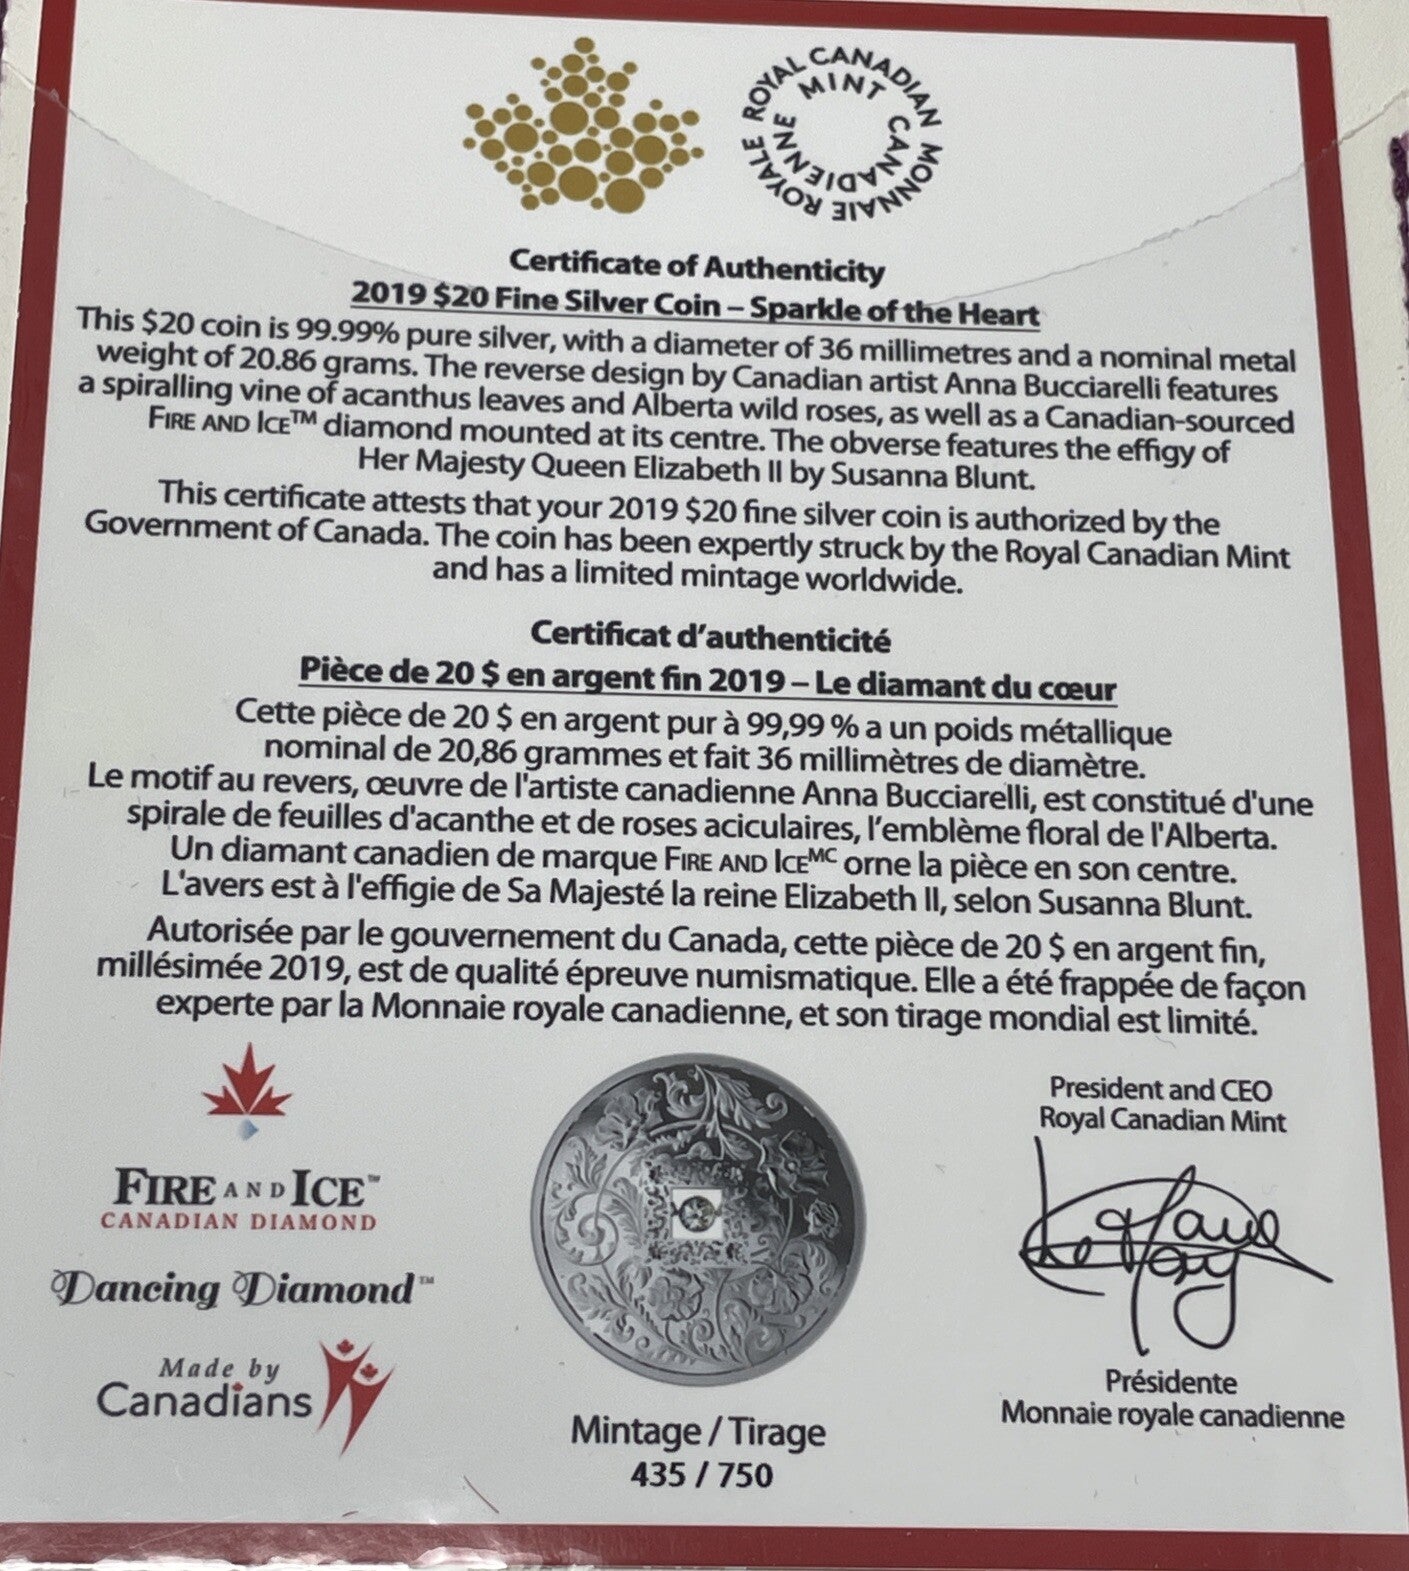 ROYAL CANADIAN MINT CANADIENNE
MONNAIE ROYALE CANADIENNE
Certificate of Authenticity
2019 $20 Fine Silver Coin – Sparkle of the Heart
This $20 coin is 99.99% pure silver, with a diameter of 36 millimetres and a nominal metal
weight of 20.86 grams. The reverse design by Canadian artist Anna Bucciarelli features
a spiralling vine of acanthus leaves and Alberta wild roses, as well as a Canadian-sourced
FIRE AND ICE™ diamond mounted at its centre. The obverse features the effigy of
Her Majesty Queen Elizabeth II by Susanna Blunt.
This certificate attests that your 2019 $20 fine silver coin is authorized by the
Government of Canada. The coin has been expertly struck by the Royal Canadian Mint
and has a limited mintage worldwide.
Certificat d’authenticité
Pièce de 20 $ en argent fin 2019 – Le diamant du cœur
Cette pièce de 20 $ en argent pur à 99,99 % a un poids métallique
nominal de 20,86 grammes et fait 36 millimètres de diamètre.
Le motif au revers, œuvre de l'artiste canadienne Anna Bucciarelli, est constitué d'une
spirale de feuilles d'acanthe et de roses aciculaires, l’emblème floral de l'Alberta.
Un diamant canadien de marque FIRE AND ICE ᴹᶜ orne la pièce en son centre.
L'avers est à l'effigie de Sa Majesté la reine Elizabeth II, selon Susanna Blunt.
Autorisée par le gouvernement du Canada, cette pièce de 20 $ en argent fin,
millésimée 2019, est de qualité épreuve numismatique. Elle a été frappée de façon
experte par la Monnaie royale canadienne, et son tirage mondial est limité.
FIRE AND ICE™
CANADIAN DIAMOND
Dancing Diamond™
Made by
Canadians
Mintage / Tirage
435 / 750
President and CEO
Royal Canadian Mint
Présidente
Monnaie royale canadienne